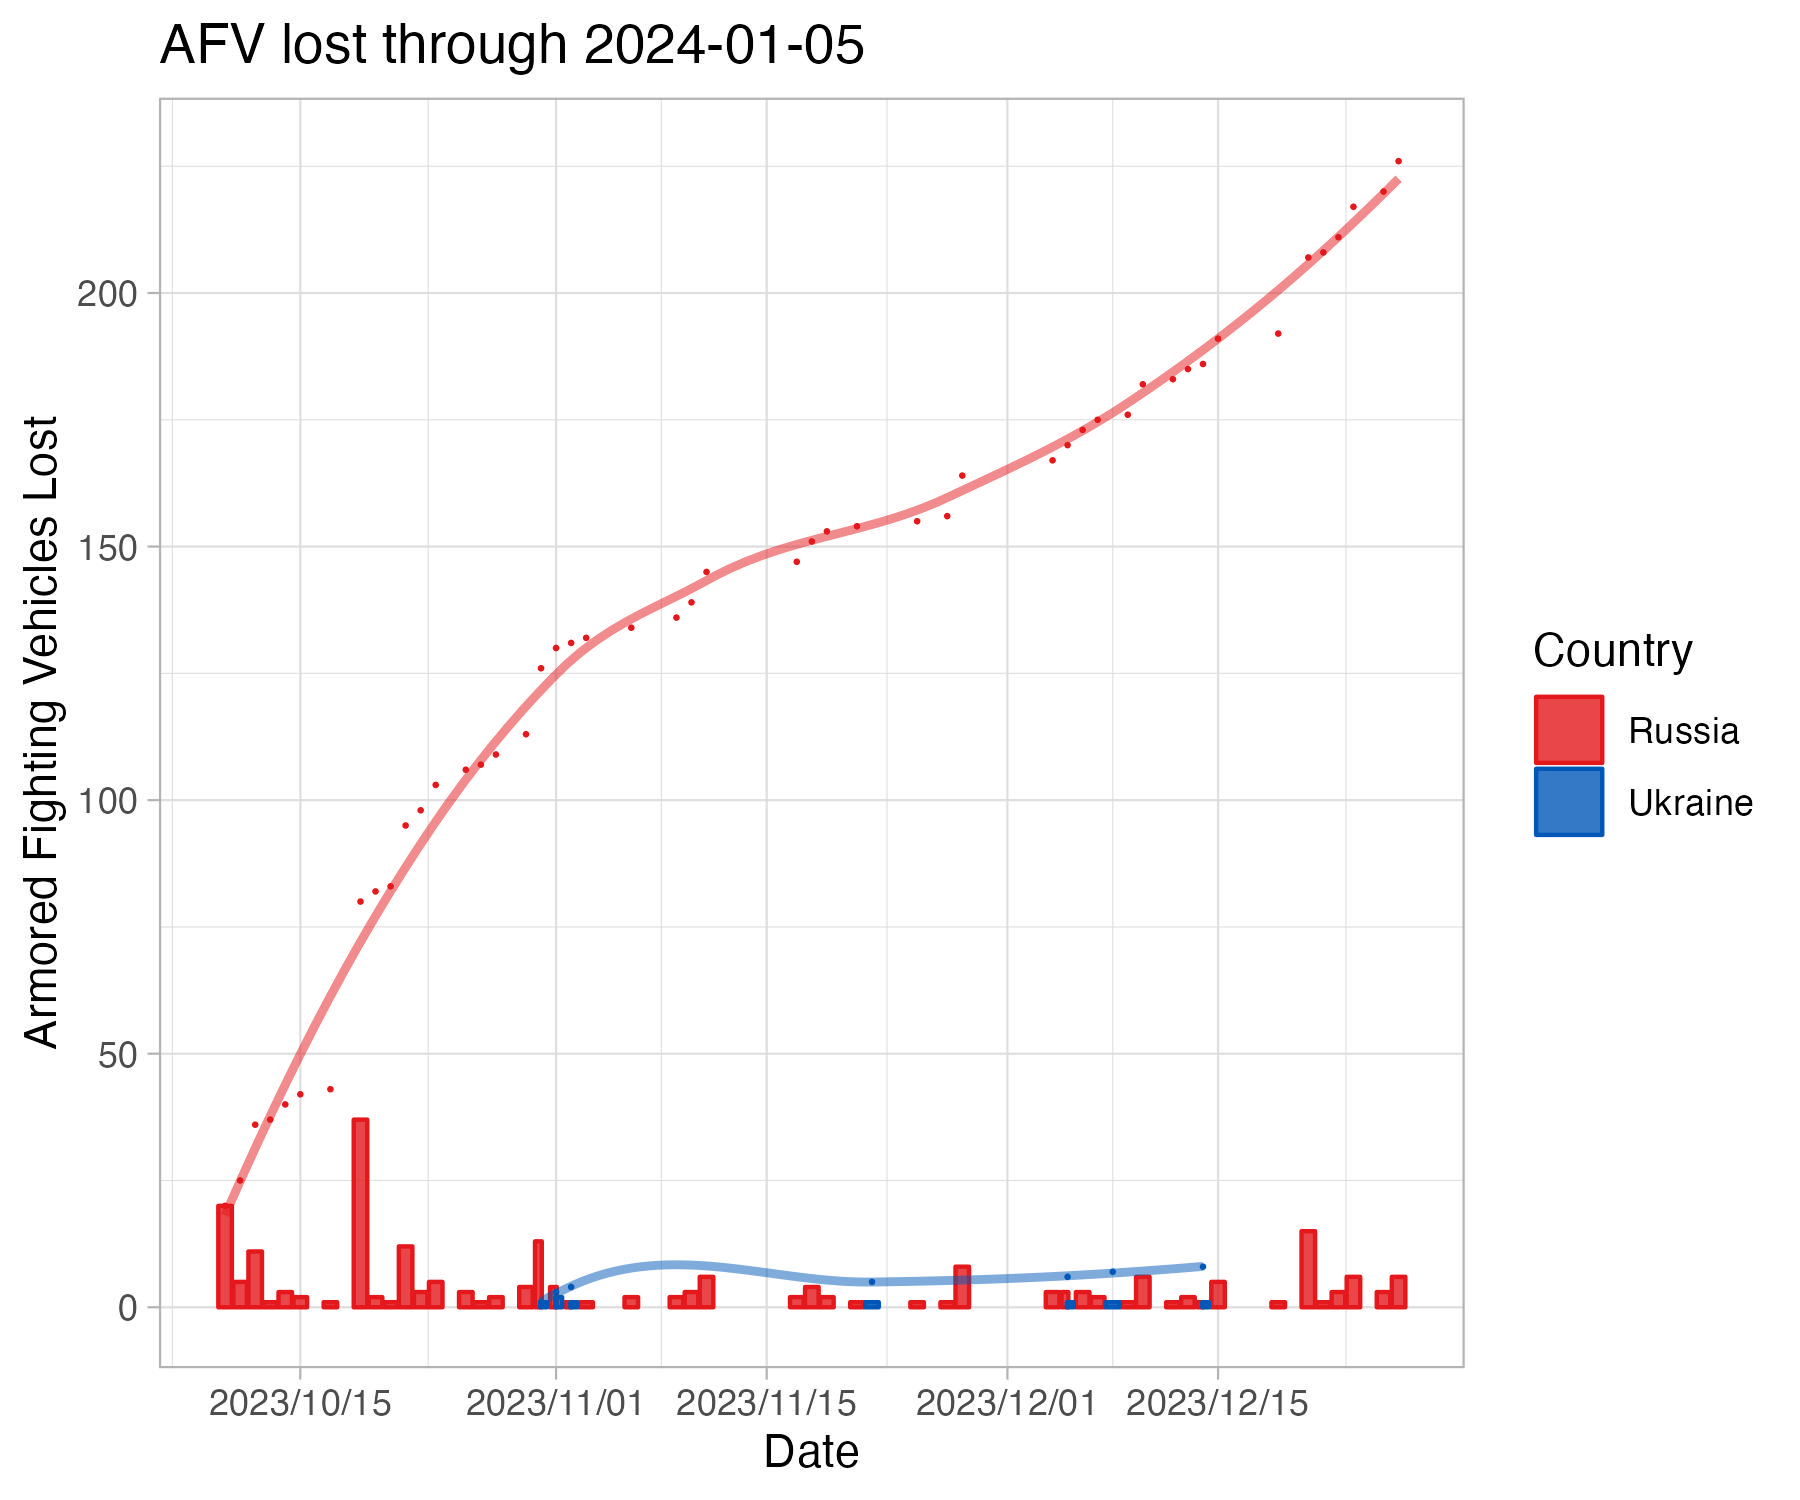 AFV lost through 2024-01-05
Armored Fighting Vehicles Lost
200
150
100
50
0
2023/10/15 2023/11/01 2023/11/15 2023/12/01 2023/12/15
Date
Country
Russia
Ukraine